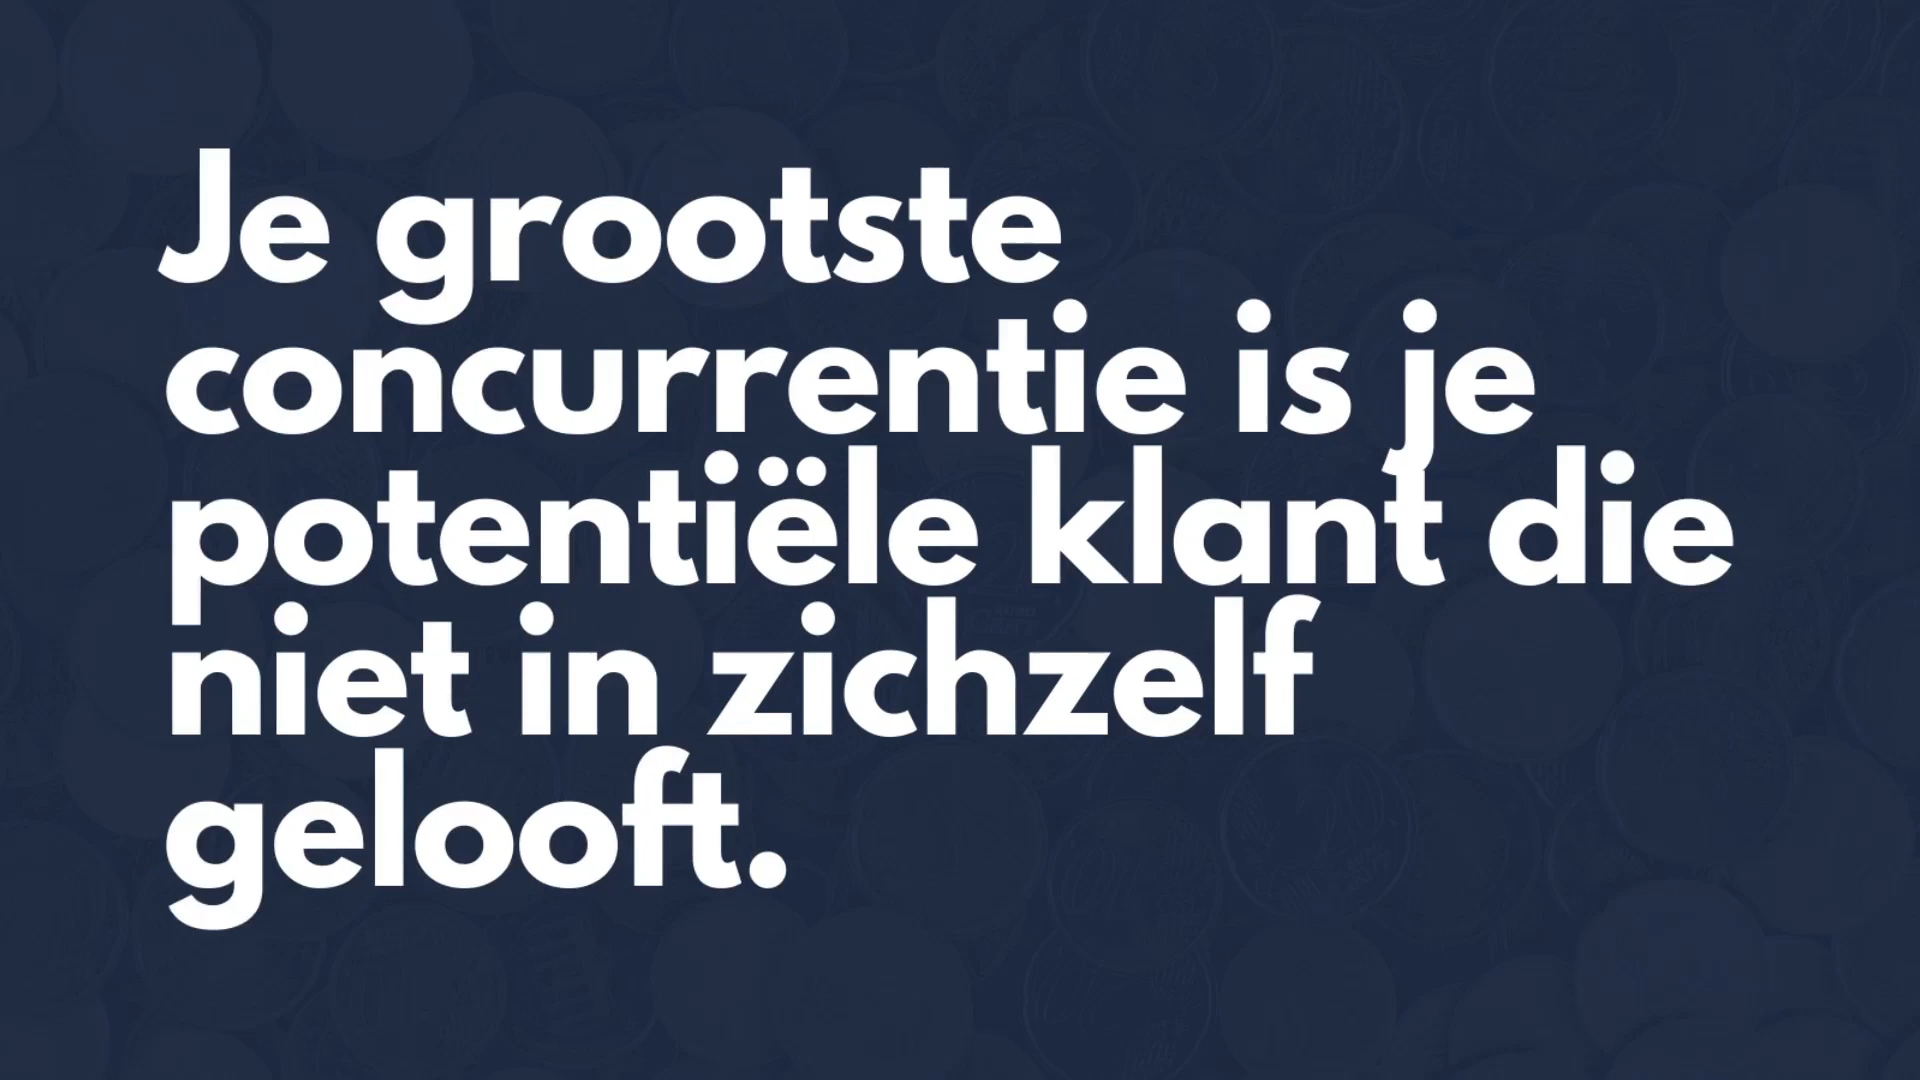 Je grootste
concurrentie is je
potentiële klant die
niet in zichzelf
gelooft.